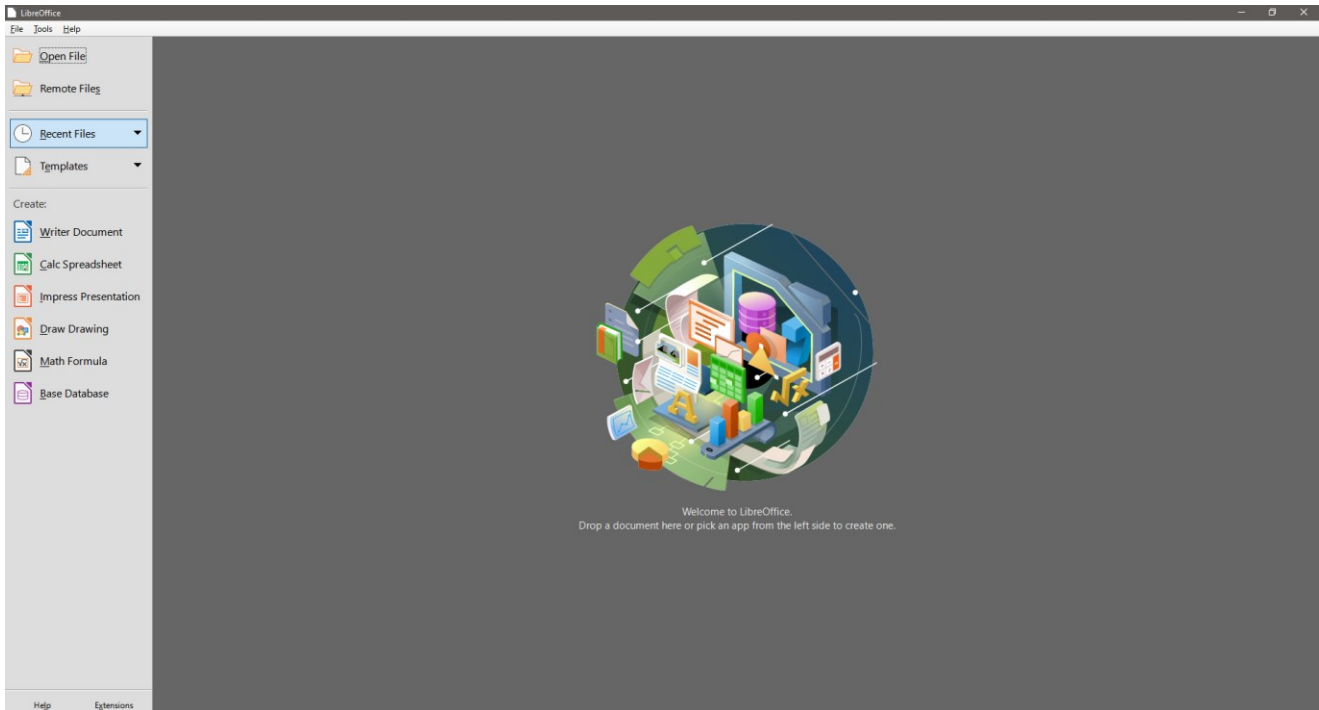 LibreOffice
File Tools Help
Open File
Remote Files
Recent Files
Templates
Create:
Writer Document
Calc Spreadsheet
Impress Presentation
Draw Drawing
Math Formula
Base Database
Welcome to LibreOffice.
Drop a document here or pick an app from the left side to create one.
Help Extensions